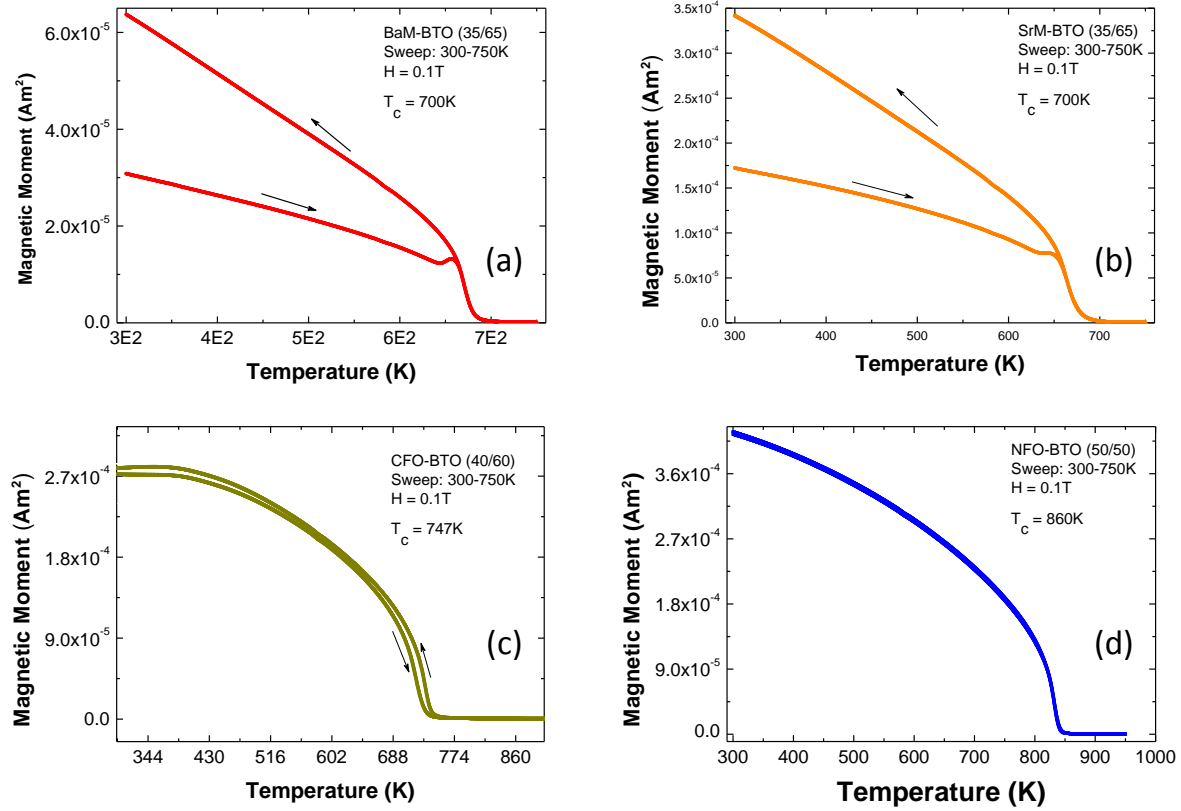 6.0x10⁻⁵
4.0x10⁻⁵
2.0x10⁻⁵
0.0
Magnetic Moment (Am²)
BaM-BTO (35/65)
Sweep: 300-750K
H = 0.1T
T_c = 700K
(a)
3E2 4E2 5E2 6E2 7E2
Temperature (K)
3.5x10⁻⁴
3.0x10⁻⁴
2.5x10⁻⁴
2.0x10⁻⁴
1.5x10⁻⁴
1.0x10⁻⁴
5.0x10⁻⁵
0.0
Magnetic Moment (Am²)
SrM-BTO (35/65)
Sweep: 300-750K
H = 0.1T
T_c = 700K
(b)
300 400 500 600 700
Temperature (K)
2.7x10⁻⁴
1.8x10⁻⁴
9.0x10⁻⁵
0.0
Magnetic Moment (Am²)
CFO-BTO (40/60)
Sweep: 300-750K
H = 0.1T
T_c = 747K
(c)
344 430 516 602 688 774 860
Temperature (K)
3.6x10⁻⁴
2.7x10⁻⁴
1.8x10⁻⁴
9.0x10⁻⁵
0.0
Magnetic Moment (Am²)
NFO-BTO (50/50)
Sweep: 300-750K
H = 0.1T
T_c = 860K
(d)
300 400 500 600 700 800 900 1000
Temperature (K)